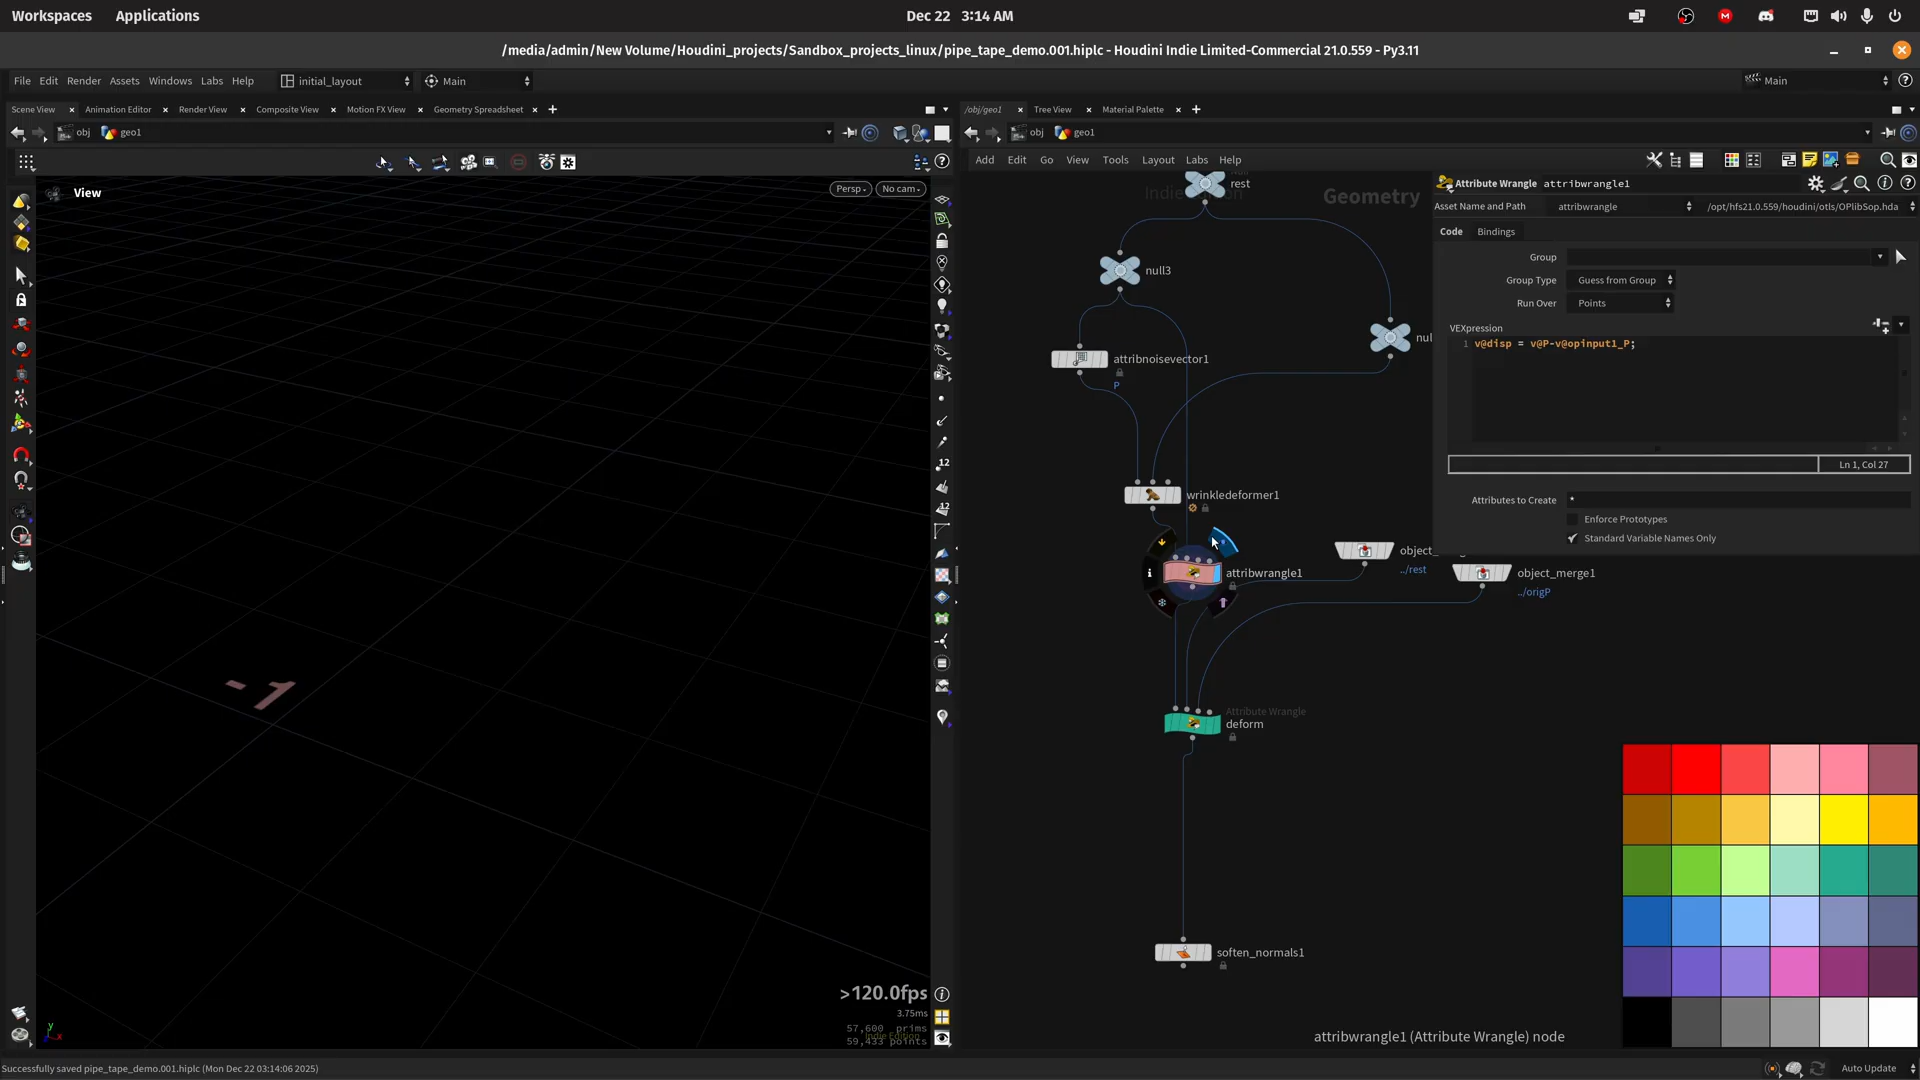 Workspaces Applications Dec 22 3:14 AM
/media/admin/New Volume/Houdini_projects/Sandbox_projects_linux/pipe_tape_demo.001.hiplc - Houdini Indie Limited-Commercial 21.0.559 - Py3.11
File Edit Render Assets Windows Labs Help initial_layout Main Main
Scene View Animation Editor Render View Composite View Motion FX View Geometry Spreadsheet
/obj/geo1 Tree View Material Palette
obj geo1
obj geo1
Add Edit Go View Tools Layout Windows Labs Help
View
Persp No cam
rest
Geometry
null3
attribnoisevector1
P
nul
wrinkledeformer1
attribwrangle1
object_
../rest
object_merge1
../origP
Attribute Wrangle
deform
soften_normals1
Attribute Wrangle attribwrangle1
Asset Name and Path attribwrangle /opt/hfs21.0.559/houdini/otls/OPlibSop.hda
Code Bindings
Group
Group Type Guess from Group
Run Over Points
VEXpression
1 v@disp = v@P-v@opinput1_P;
Ln 1, Col 27
Attributes to Create *
Enforce Prototypes
Standard Variable Names Only
12
12
-1
y
x
>120.0fps
3.75ms
57,600 prims
Indie Edition
59,433 points
attribwrangle1 (Attribute Wrangle) node
Successfully saved pipe_tape_demo.001.hiplc (Mon Dec 22 03:14:06 2025)
Auto Update